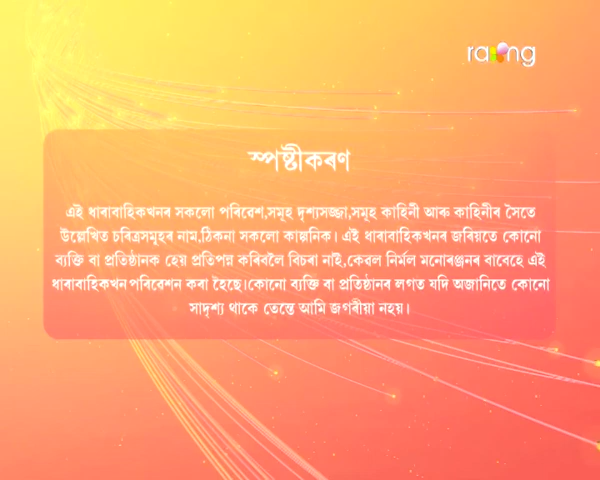 rang
স্পষ্টীকৰণ
এই ধাৰাবাহিকখনৰ সকলো পৰিৱেশ,সমূহ দৃশ্যসজ্জা,সমূহ কাহিনী আৰু কাহিনীৰ সৈতে
উল্লেখিত চৰিত্ৰসমূহৰ নাম,ঠিকনা সকলো কাল্পনিক। এই ধাৰাবাহিকখনৰ জৰিয়তে কোনো
ব্যক্তি বা প্ৰতিষ্ঠানক হেয় প্ৰতিপন্ন কৰিবলৈ বিচৰা নাই,কেৱল নিৰ্মল মনোৰঞ্জনৰ বাবেহে এই
ধাৰাবাহিকখন পৰিৱেশন কৰা হৈছে।কোনো ব্যক্তি বা প্ৰতিষ্ঠানৰ লগত যদি অজানিতে কোনো
সাদৃশ্য থাকে তেন্তে আমি জগৰীয়া নহয়।